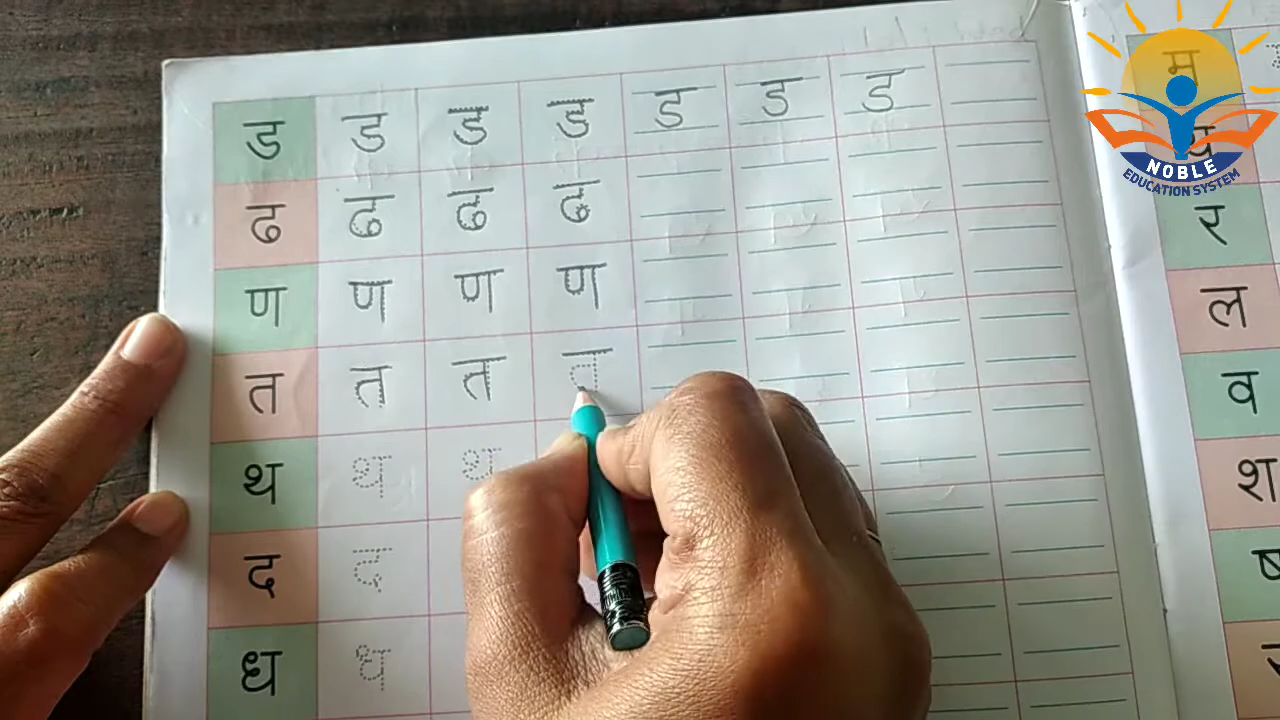 ड ड ड ड ड ड ड
ढ ढ ढ ढ
ण ण ण ण
त त त त
थ थ थ
द द
ध ध
म
र
ल
व
श
ष
NOBLE
EDUCATION SYSTEM